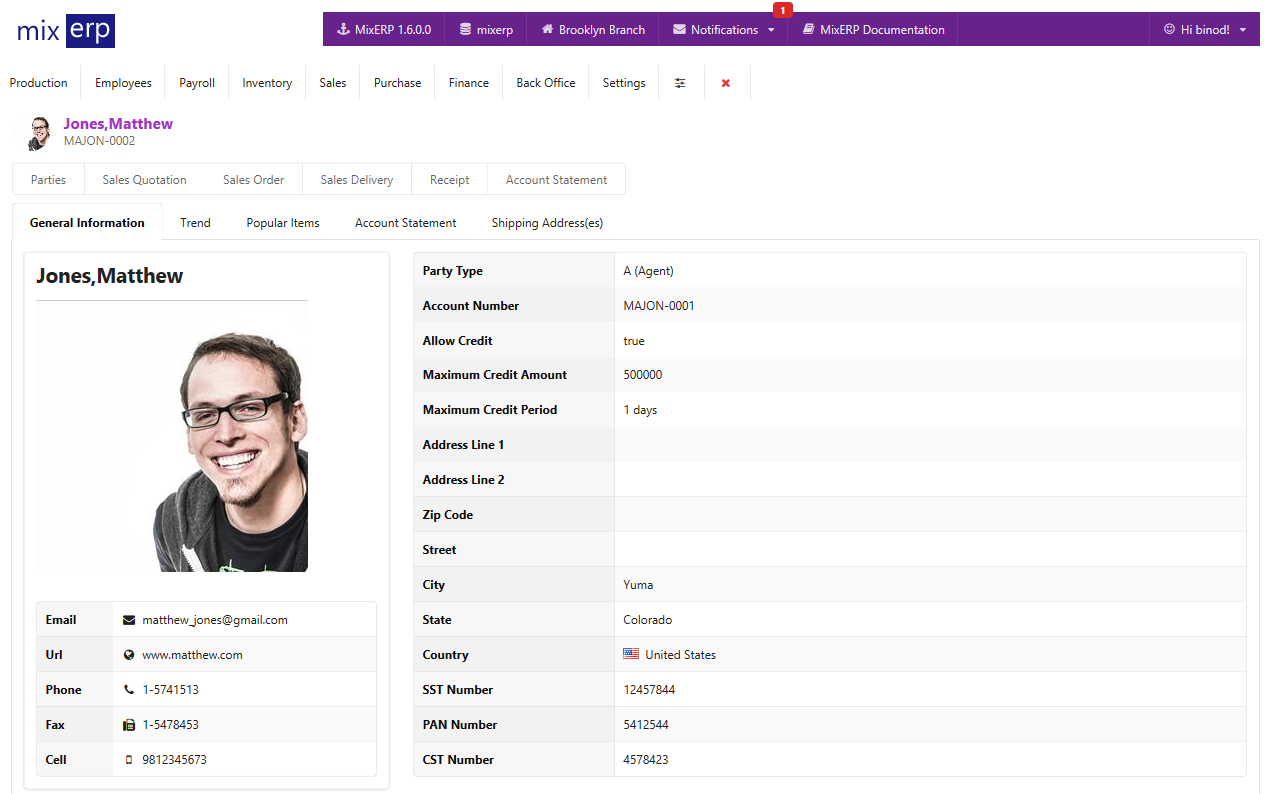 mix erp
MixERP 1.6.0.0 mixerp Brooklyn Branch Notifications 1 MixERP Documentation Hi binod!
Production Employees Payroll Inventory Sales Purchase Finance Back Office Settings
Jones,Matthew
MAJON-0002
Parties Sales Quotation Sales Order Sales Delivery Receipt Account Statement
General Information Trend Popular Items Account Statement Shipping Address(es)
Jones,Matthew
Email matthew_jones@gmail.com
Url www.matthew.com
Phone 1-5741513
Fax 1-5478453
Cell 9812345673
Party Type A (Agent)
Account Number MAJON-0001
Allow Credit true
Maximum Credit Amount 500000
Maximum Credit Period 1 days
Address Line 1
Address Line 2
Zip Code
Street
City Yuma
State Colorado
Country United States
SST Number 12457844
PAN Number 5412544
CST Number 4578423